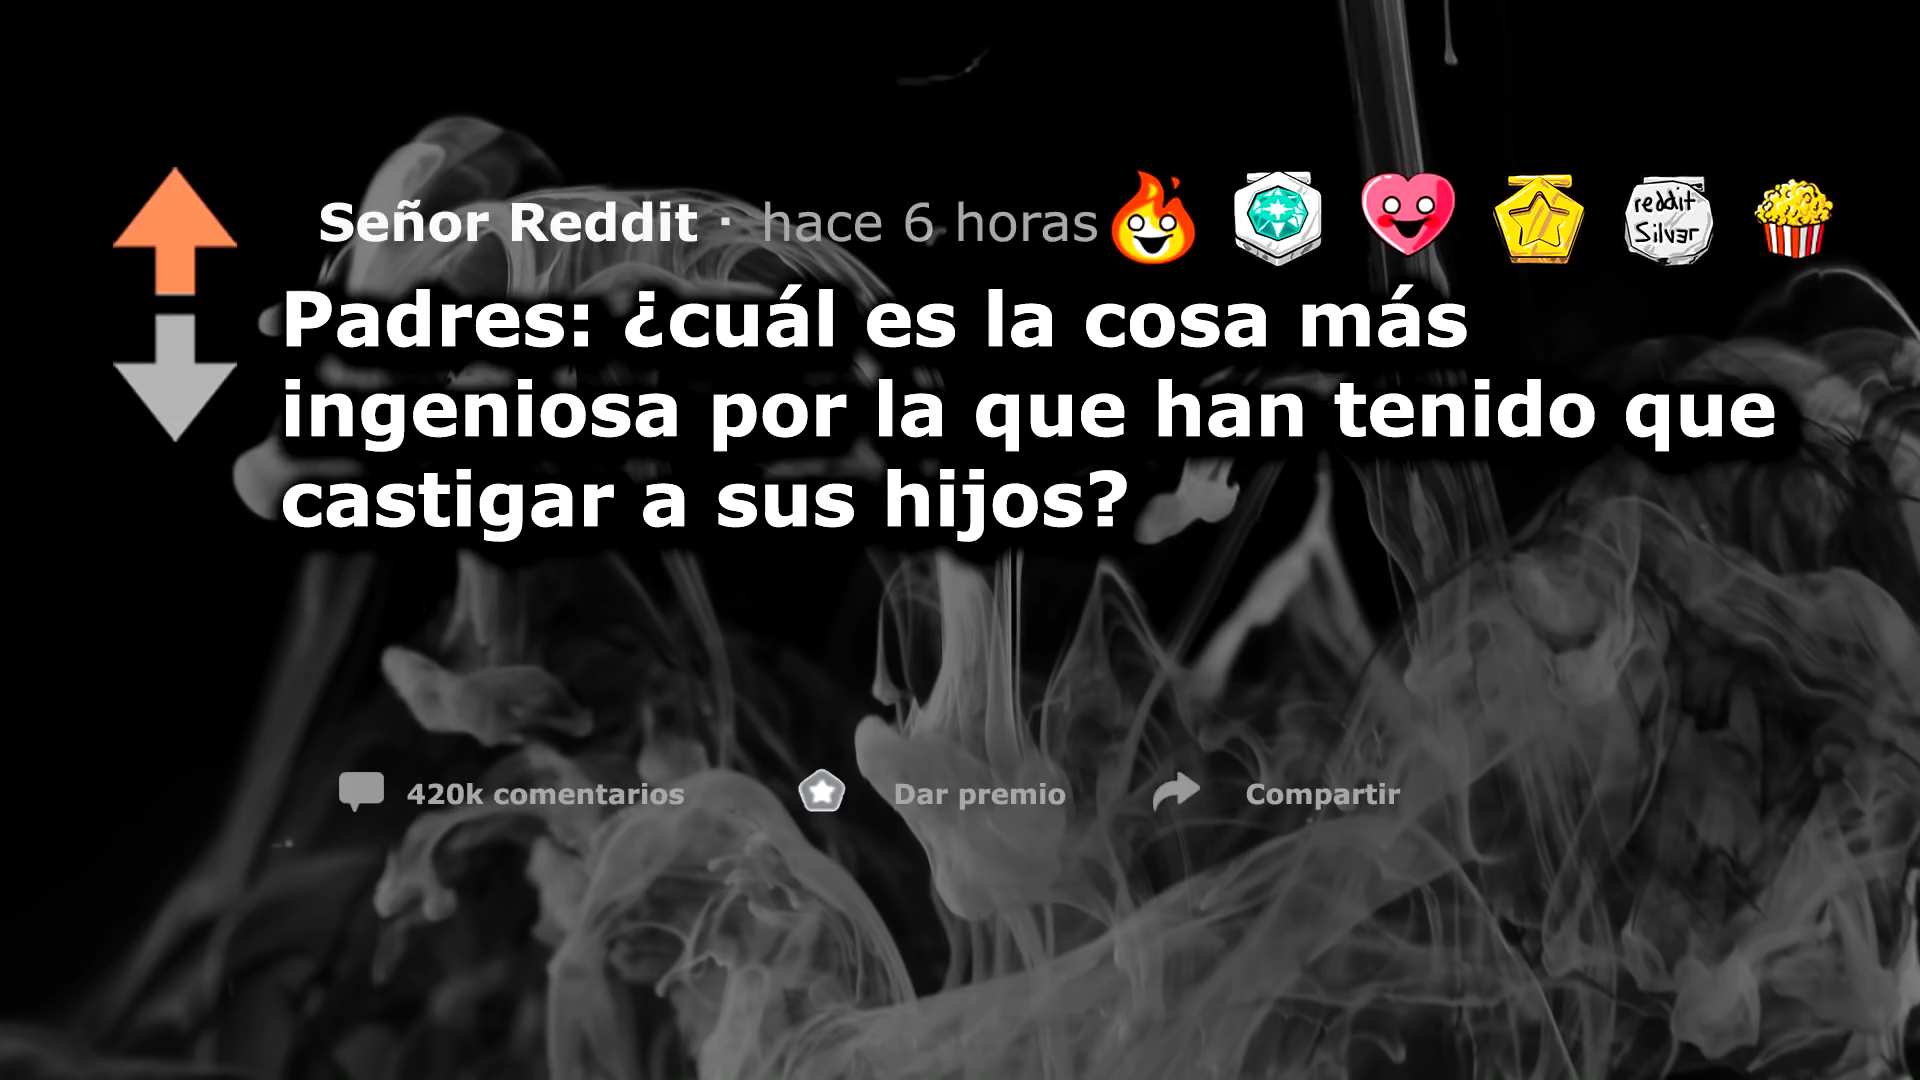 Señor Reddit · hace 6 horas
reddit
Silver
Padres: ¿cuál es la cosa más
ingeniosa por la que han tenido que
castigar a sus hijos?
420k comentarios Dar premio Compartir